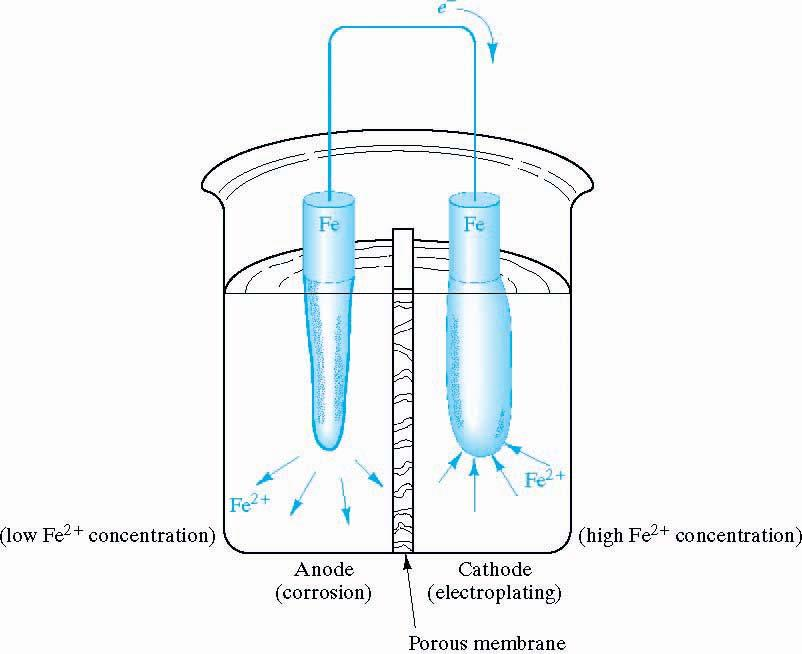 e⁻
Fe
Fe
Fe²⁺
Fe²⁺
(low Fe²⁺ concentration)
(high Fe²⁺ concentration)
Anode
(corrosion)
Cathode
(electroplating)
Porous membrane